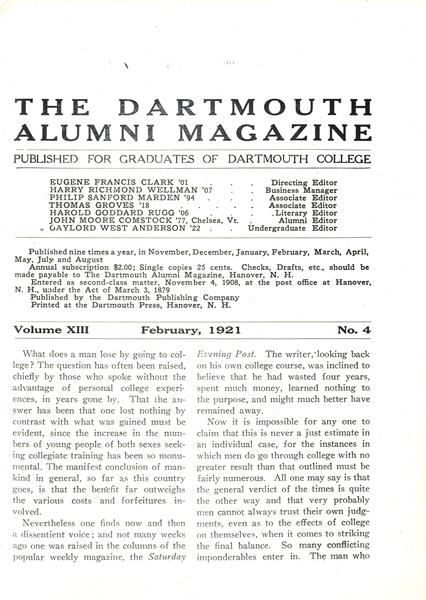 THE DARTMOUTH
ALUMNI MAGAZINE
PUBLISHED FOR GRADUATES OF DARTMOUTH COLLEGE
EUGENE FRANCIS CLARK '01 . . . Directing Editor
HARRY RICHMOND WELLMAN '07 . . Business Manager
PHILIP SANFORD MARDEN '94 . . . Associate Editor
THOMAS GROVES '18 . . . . Associate Editor
HAROLD GODDARD RUGG '06 . . . Literary Editor
JOHN MOORE COMSTOCK '77, Chelsea, Vt. . Alumni Editor
GAYLORD WEST ANDERSON '22 . . Undergraduate Editor
Published nine times a year, in November, December, January, February, March, April,
May, July and August
Annual subscription $2.00; Single copies 25 cents. Checks, Drafts, etc., should be
made payable to The Dartmouth Alumni Magazine, Hanover, N. H.
Entered as second-class matter, November 4, 1908, at the post office at Hanover,
N. H., under the Act of March 3, 1879
Published by the Dartmouth Publishing Company
Printed at the Dartmouth Press, Hanover, N. H.
Volume XIII February, 1921 No. 4
What does a man lose by going to col-
lege? The question has often been raised,
chiefly by those who spoke without the
advantage of personal college experi-
ences, in years gone by. That the an-
swer has been that one lost nothing by
contrast with what was gained must be
evident, since the increase in the num-
bers of young people of both sexes seek-
ing collegiate training has been so monu-
mental. The manifest conclusion of man-
kind in general, so far as this country
goes, is that the benefit far outweighs
the various costs and forfeitures in-
volved.
Nevertheless one finds now and then
a dissentient voice; and not many weeks
ago one was raised in the columns of the
popular weekly magazine, the Saturday
Evening Post. The writer, looking back
on his own college course, was inclined to
believe that he had wasted four years,
spent much money, learned nothing to
the purpose, and might much better have
remained away.
Now it is impossible for any one to
claim that this is never a just estimate in
an individual case, for the instances in
which men do go through college with no
greater result than that outlined must be
fairly numerous. All one may say is that
the general verdict of the times is quite
the other way and that very probably
men cannot always trust their own judg-
ments, even as to the effects of college
on themselves, when it comes to striking
the final balance. So many conflicting
imponderables enter in. The man who